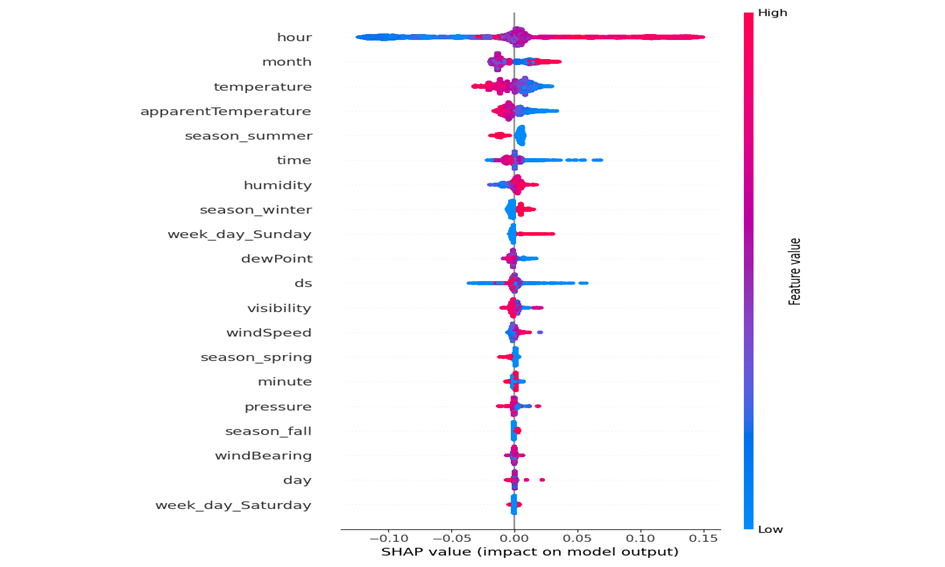 High
hour
month
temperature
apparentTemperature
season_summer
time
humidity
season_winter
week_day_Sunday
dewPoint
ds
visibility
windSpeed
season_spring
minute
pressure
season_fall
windBearing
day
week_day_Saturday
Feature value
Low
−0.10 −0.05 0.00 0.05 0.10 0.15
SHAP value (impact on model output)